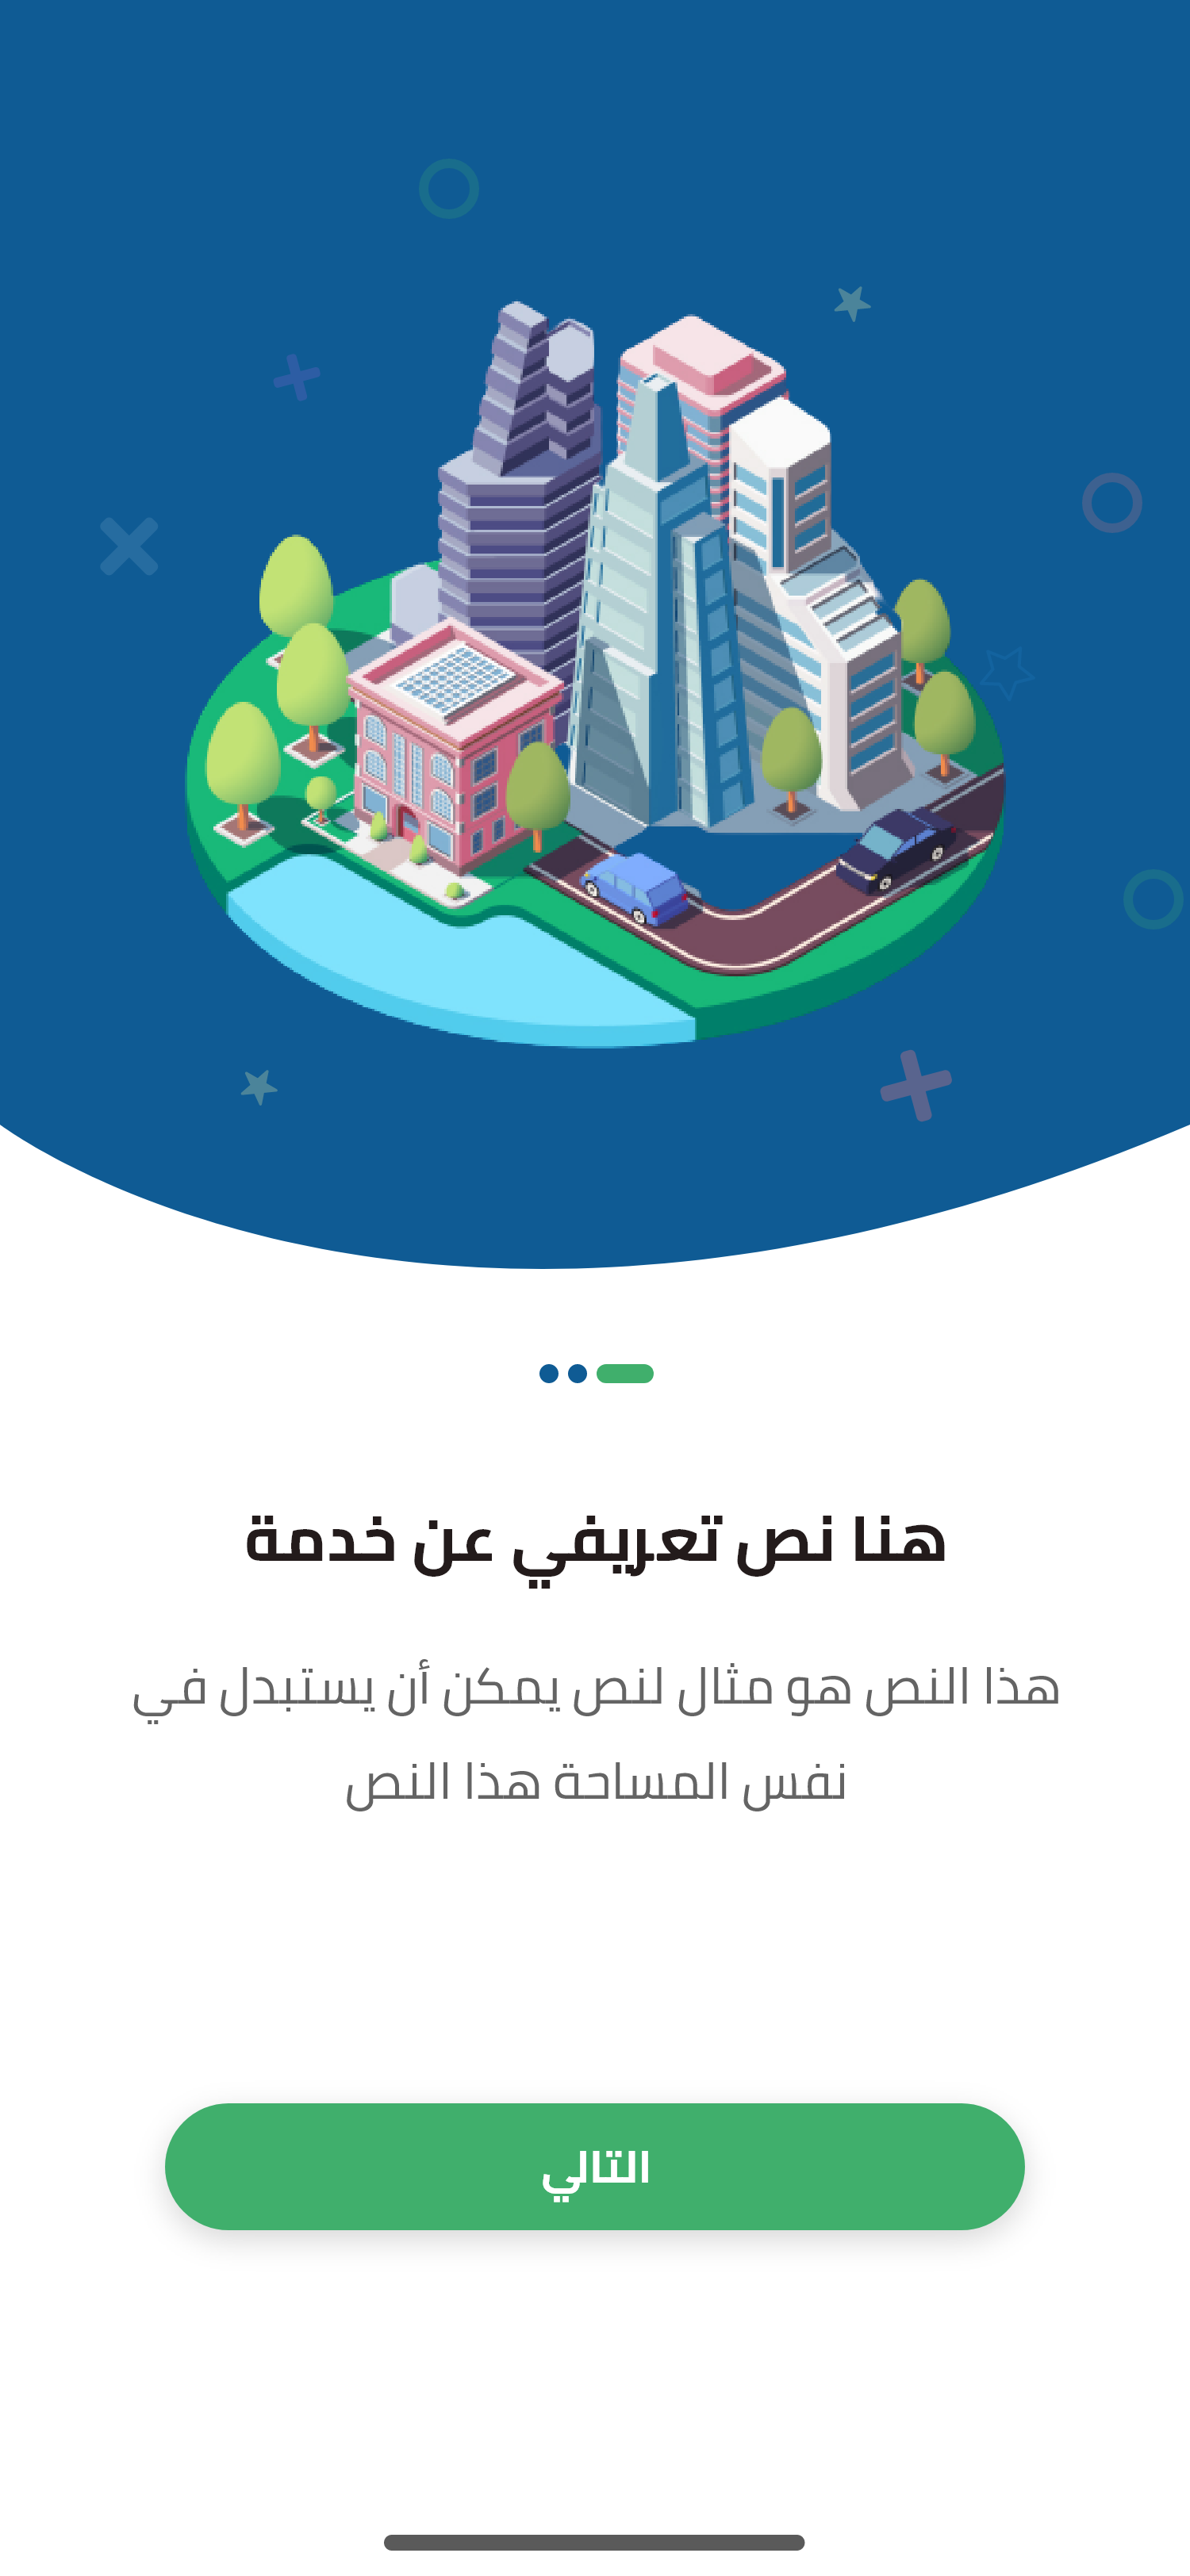 هنا نص تعريفي عن خدمة
هذا النص هو مثال لنص يمكن أن يستبدل في
نفس المساحة هذا النص
التالي